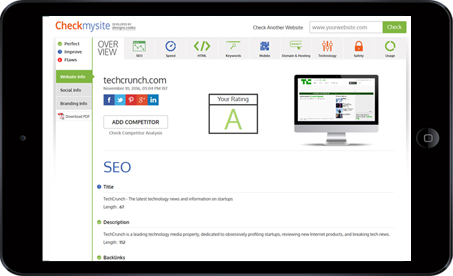 Checkmysite
DEVELOPED BY
designs.codes
Check Another Website
www.yourwebsite.com
Check
Perfect
Improve
Flaws
OVER
VIEW
SEO
Speed
HTML
Keywords
Mobile
Domain & Hosting
Technology
Safety
Usage
Website Info
Social Info
Branding Info
Download PDF
techcrunch.com
November 10, 2016, 05:04 PM IST
ADD COMPETITOR
Check Competitor Analysis
Your Rating
A
SEO
Title
TechCrunch - The latest technology news and information on startups
Length : 67
Description
TechCrunch is a leading technology media property, dedicated to obsessively profiling startups, reviewing new Internet products, and breaking tech news.
Length : 152
Backlinks